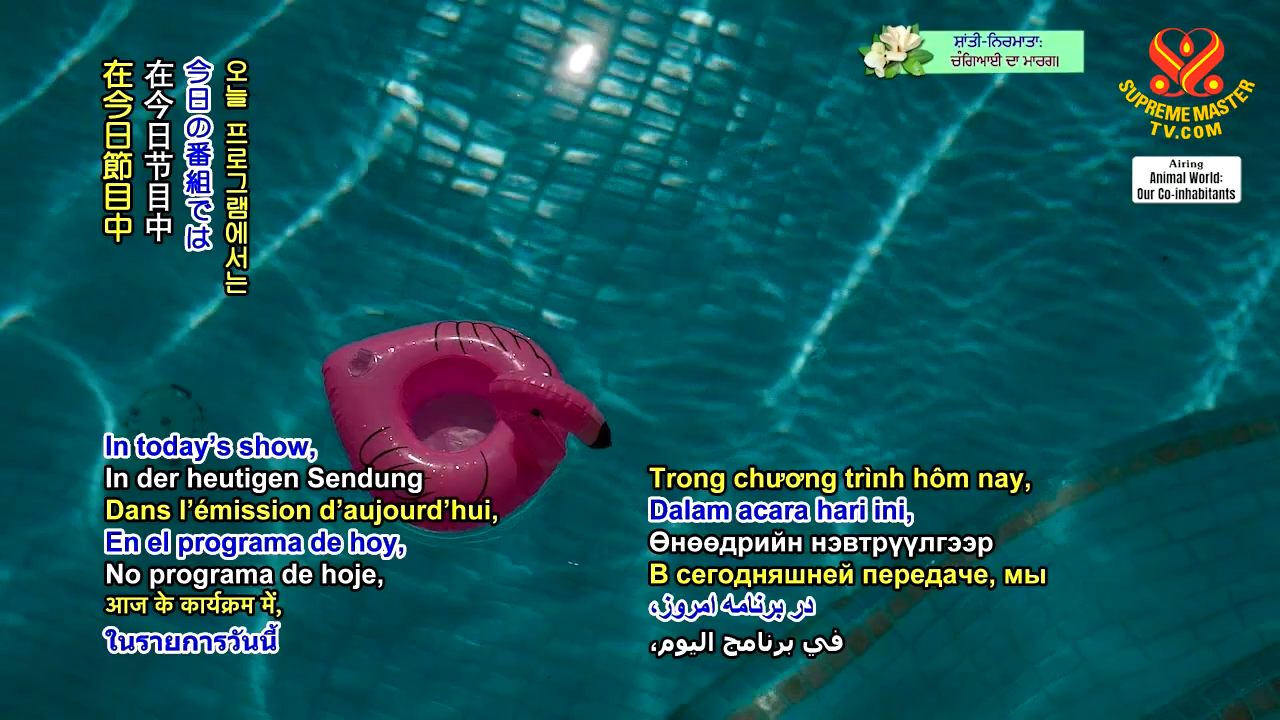 在今日節目中
在今日节目中
今日の番組では
오늘 프로그램에서는
ਸ਼ਾਂਤੀ-ਨਿਰਮਾਤਾ:
ਚੰਗਿਆਈ ਦਾ ਮਾਰਗ।
SUPREME MASTER
TV.COM
Airing
Animal World:
Our Co-inhabitants
In today’s show,
In der heutigen Sendung
Dans l’émission d’aujourd’hui,
En el programa de hoy,
No programa de hoje,
आज के कार्यक्रम में,
ในรายการวันนี้
Trong chương trình hôm nay,
Dalam acara hari ini,
Өнөөдрийн нэвтрүүлгээр
В сегодняшней передаче, мы
در برنامه امروز،
في برنامج اليوم،